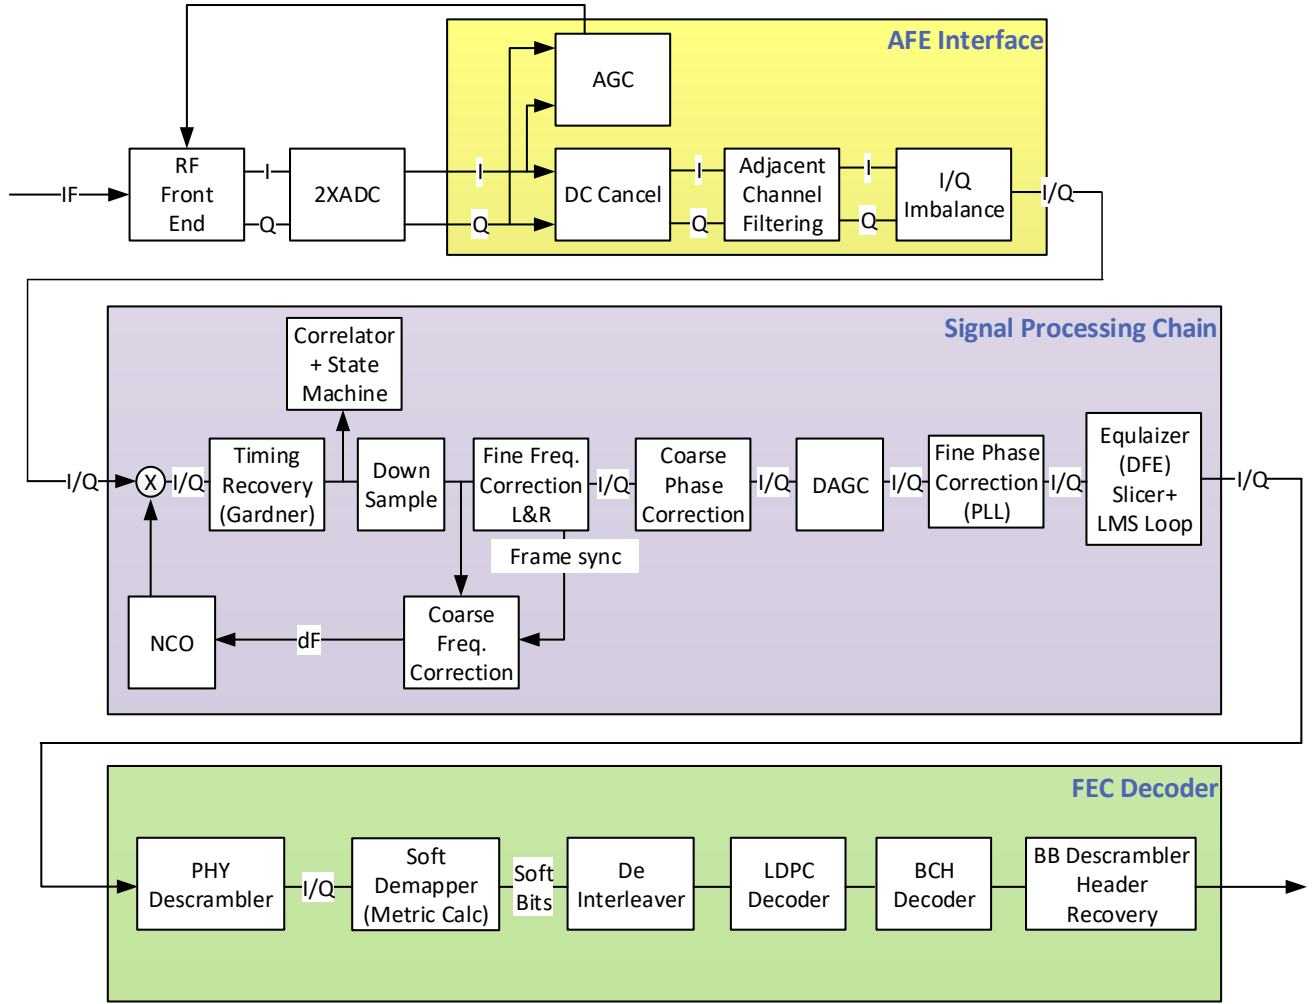 AFE Interface
AGC
RF
Front
End
IF
I
Q
2XADC
I
Q
DC Cancel
I
Q
Adjacent
Channel
Filtering
I
Q
I/Q
Imbalance
I/Q
Signal Processing Chain
Correlator
+ State
Machine
I/Q
X
I/Q
Timing
Recovery
(Gardner)
Down
Sample
Fine Freq.
Correction
L&R
I/Q
Coarse
Phase
Correction
I/Q
DAGC
I/Q
Fine Phase
Correction
(PLL)
I/Q
Equlaizer
(DFE)
Slicer+
LMS Loop
I/Q
Frame sync
NCO
dF
Coarse
Freq.
Correction
FEC Decoder
PHY
Descrambler
I/Q
Soft
Demapper
(Metric Calc)
Soft
Bits
De
Interleaver
LDPC
Decoder
BCH
Decoder
BB Descrambler
Header
Recovery